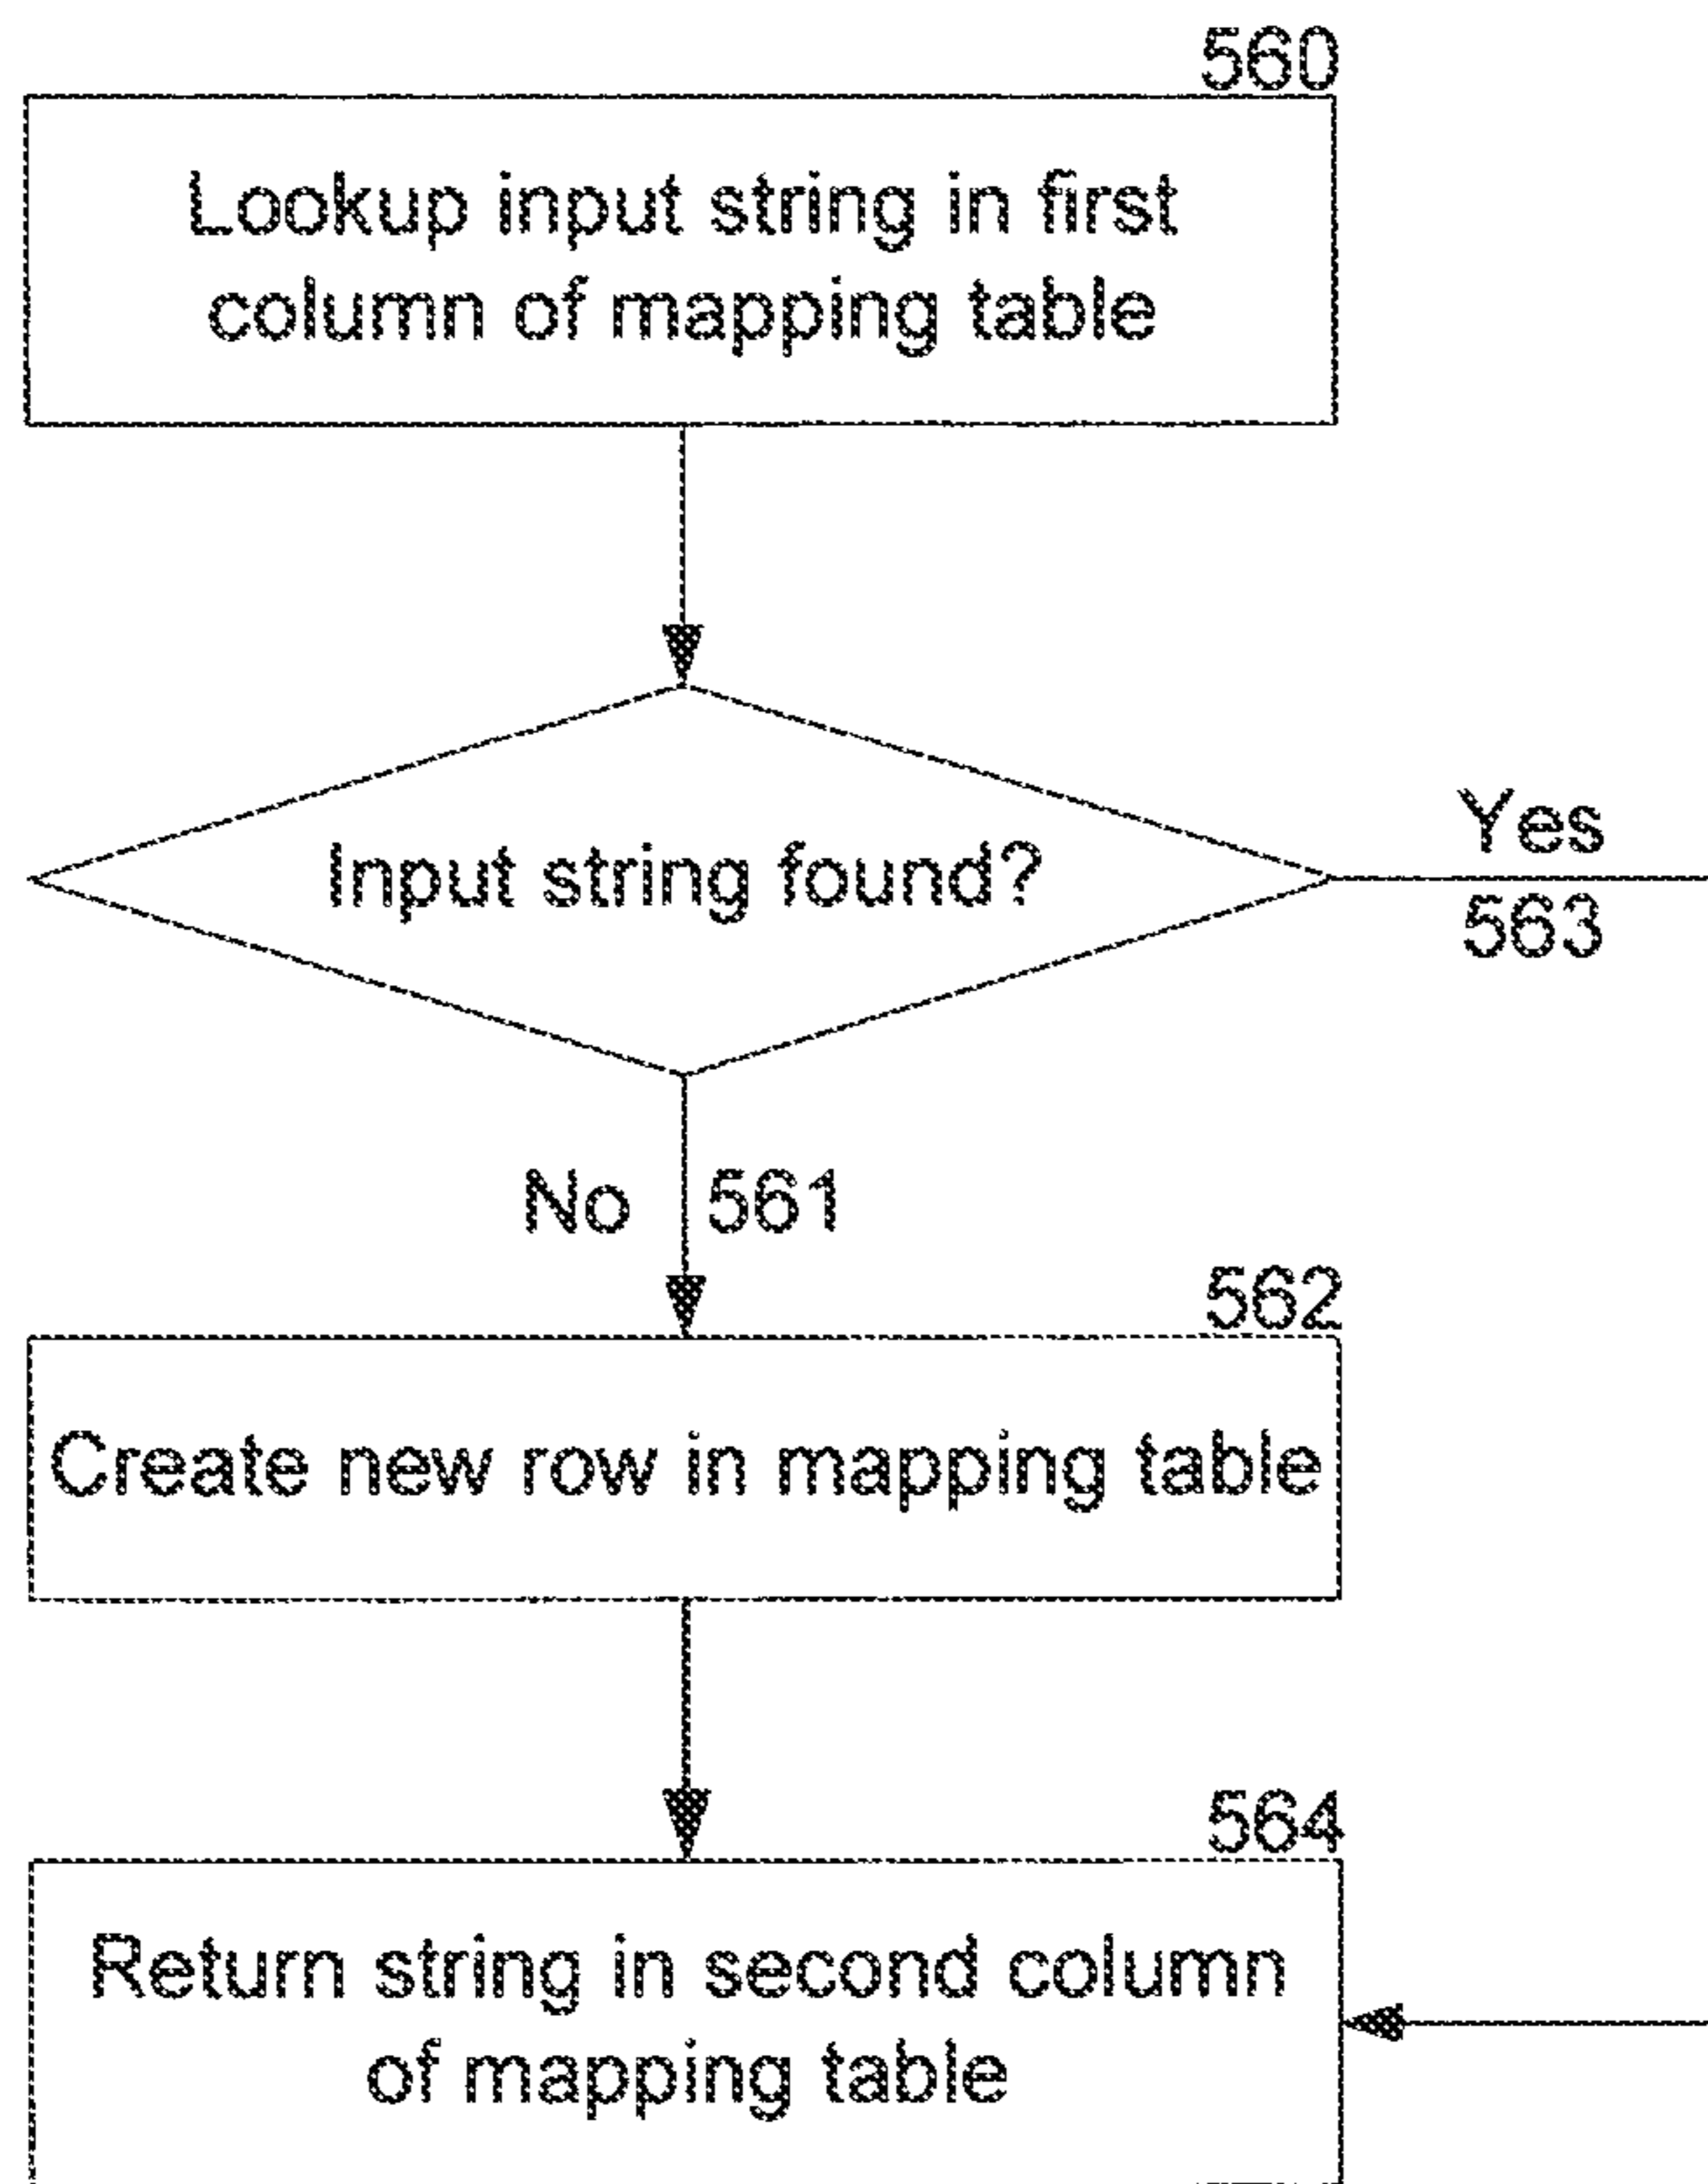 560
Lookup input string in first
column of mapping table
Input string found?
Yes
563
No 561
562
Create new row in mapping table
564
Return string in second column
of mapping table